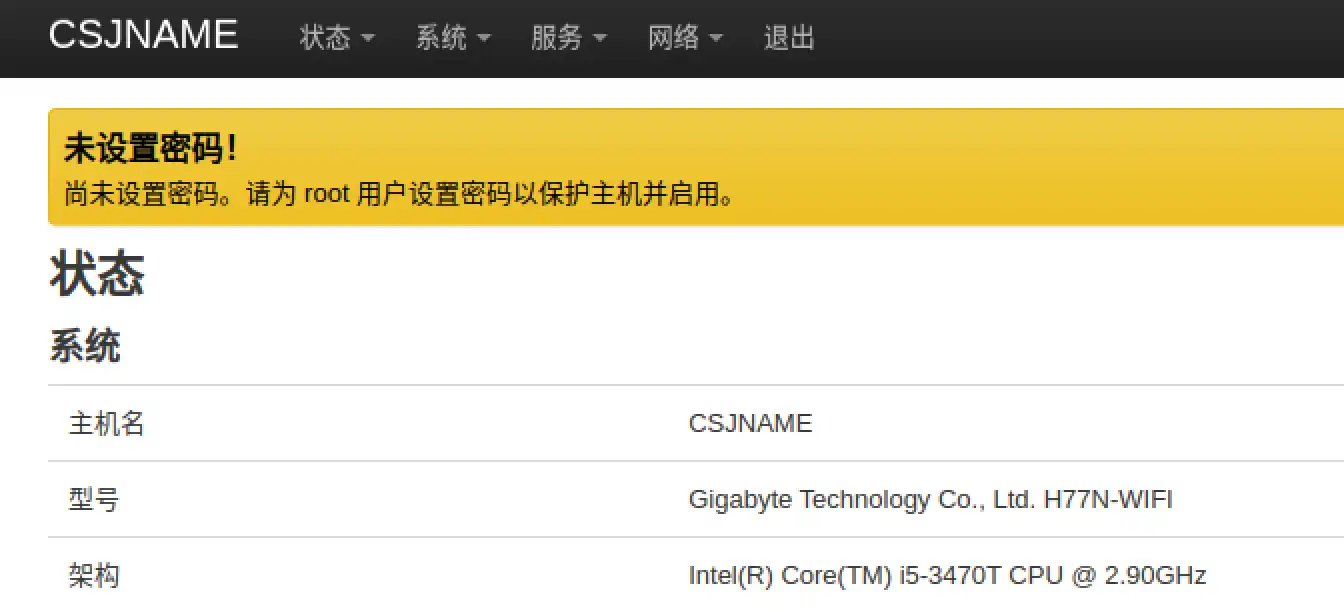 CSJNAME 状态 系统 服务 网络 退出
未设置密码！
尚未设置密码。请为 root 用户设置密码以保护主机并启用。
状态
系统
主机名 CSJNAME
型号 Gigabyte Technology Co., Ltd. H77N-WIFI
架构 Intel(R) Core(TM) i5-3470T CPU @ 2.90GHz